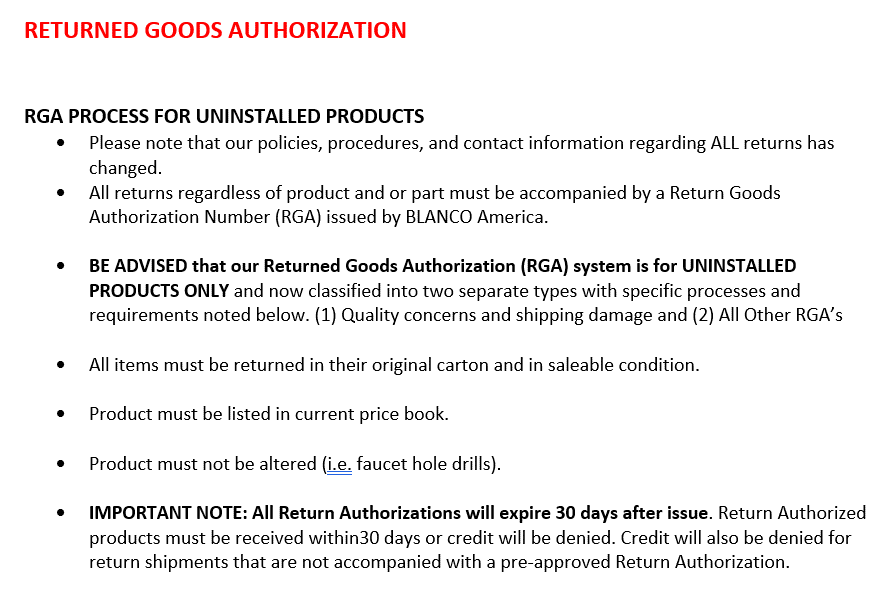 RETURNED GOODS AUTHORIZATION
RGA PROCESS FOR UNINSTALLED PRODUCTS
• Please note that our policies, procedures, and contact information regarding ALL returns has
changed.
• All returns regardless of product and or part must be accompanied by a Return Goods
Authorization Number (RGA) issued by BLANCO America.
• BE ADVISED that our Returned Goods Authorization (RGA) system is for UNINSTALLED
PRODUCTS ONLY and now classified into two separate types with specific processes and
requirements noted below. (1) Quality concerns and shipping damage and (2) All Other RGA’s
• All items must be returned in their original carton and in saleable condition.
• Product must be listed in current price book.
• Product must not be altered (i.e. faucet hole drills).
• IMPORTANT NOTE: All Return Authorizations will expire 30 days after issue. Return Authorized
products must be received within30 days or credit will be denied. Credit will also be denied for
return shipments that are not accompanied with a pre-approved Return Authorization.